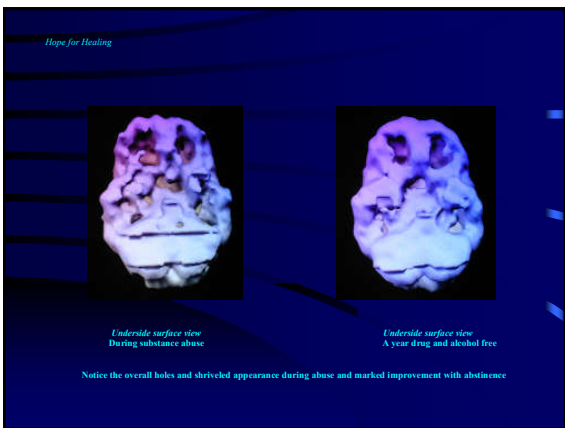 Hope for Healing
Underside surface view
During substance abuse
Underside surface view
A year drug and alcohol free
Notice the overall holes and shriveled appearance during abuse and marked improvement with abstinence